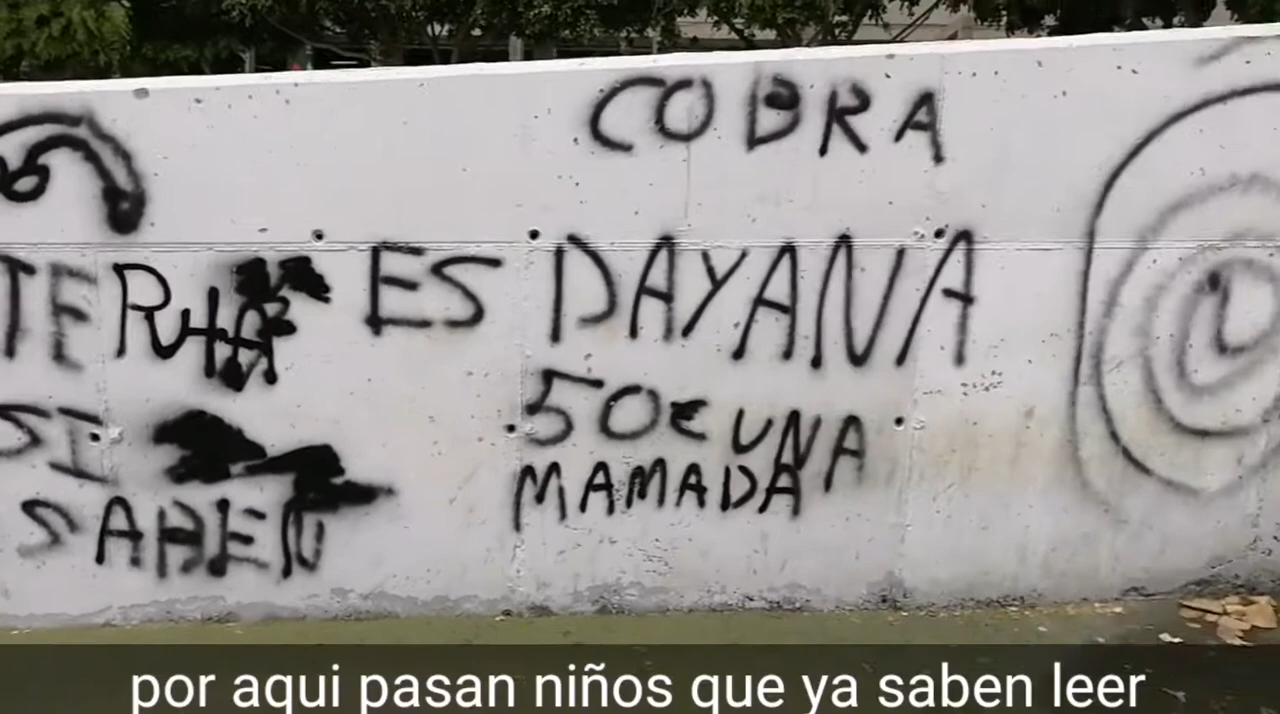 COBRA
ES DAYANA
50€ UNA
MAMADA
SI
SABEN
por aqui pasan niños que ya saben leer